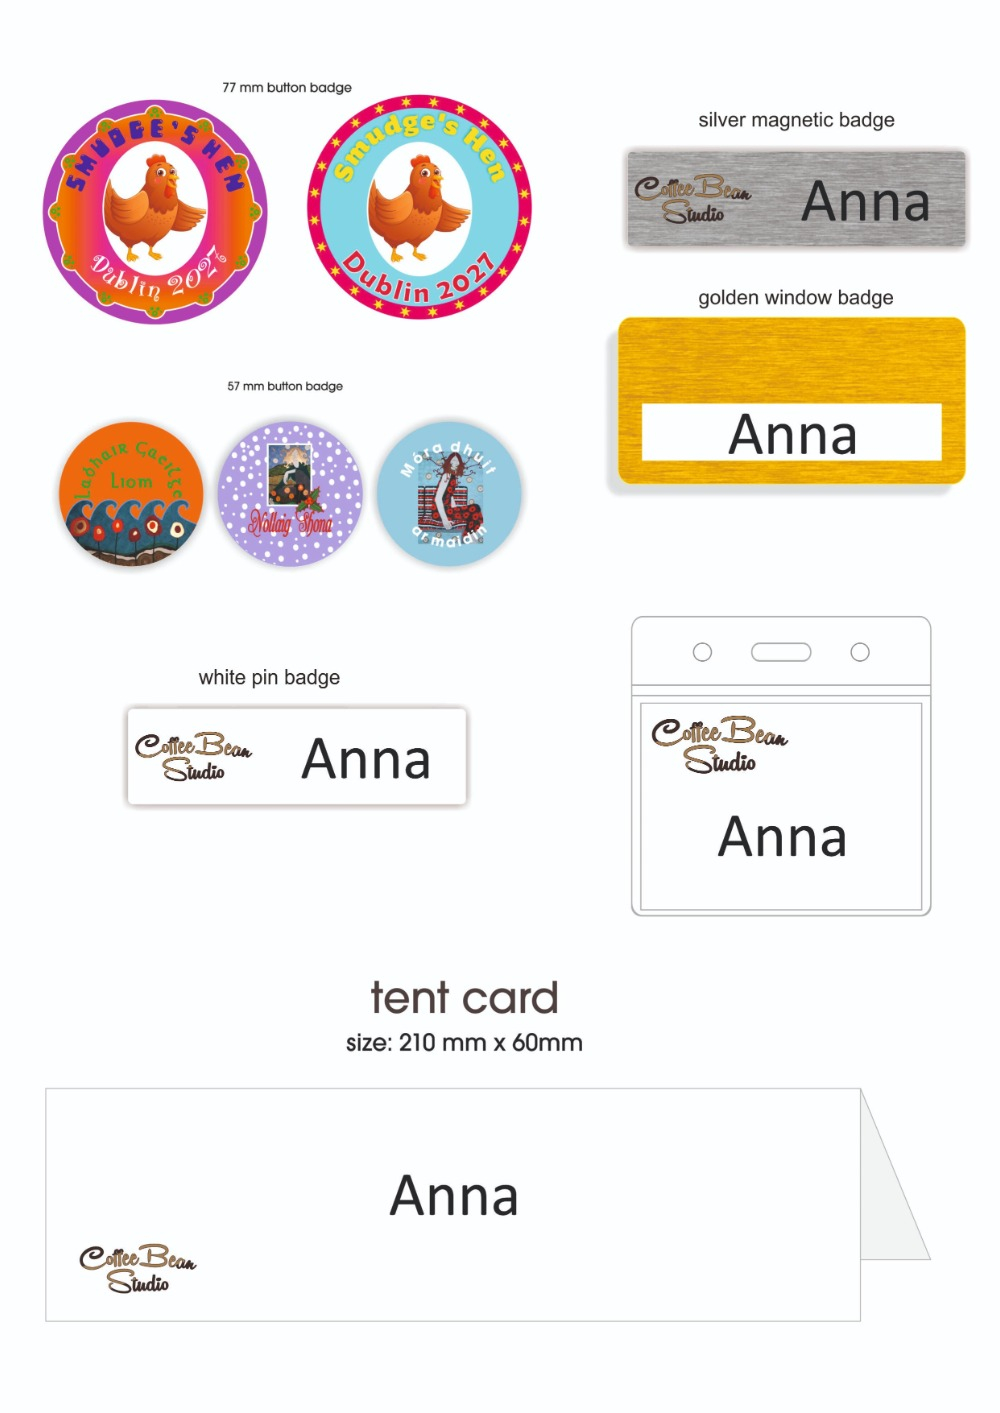 77 mm button badge
SMUDGE'S HEN
Dublin 2027
Smudge's Hen
Dublin 2027
silver magnetic badge
Coffee Bean
Studio
Anna
golden window badge
Anna
57 mm button badge
Labhair Gaeilge
Liom
Nollaig Shona
Móra dhuit
ar maidin
white pin badge
Coffee Bean
Studio
Anna
Coffee Bean
Studio
Anna
tent card
size: 210 mm x 60mm
Anna
Coffee Bean
Studio